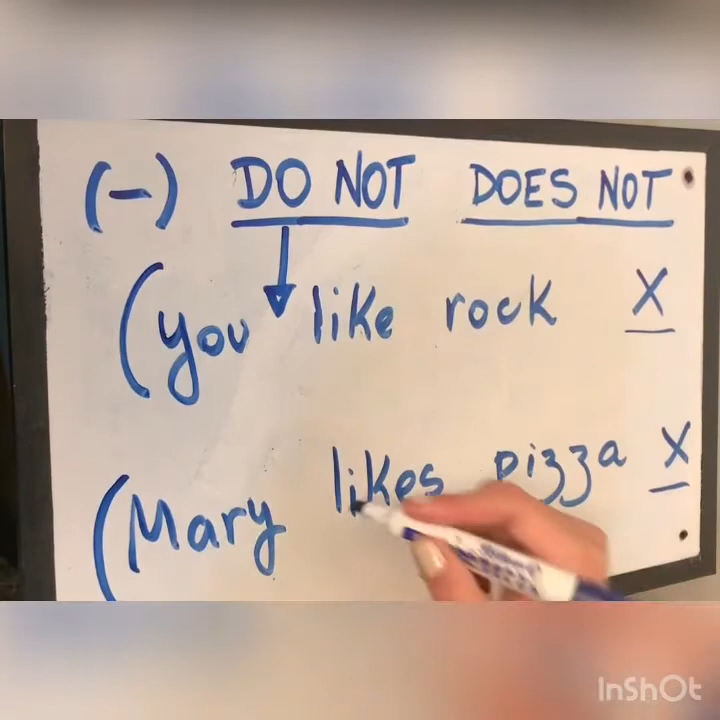 (-) DO NOT DOES NOT
(you like rock X
(Mary likes pizza X
InShOt